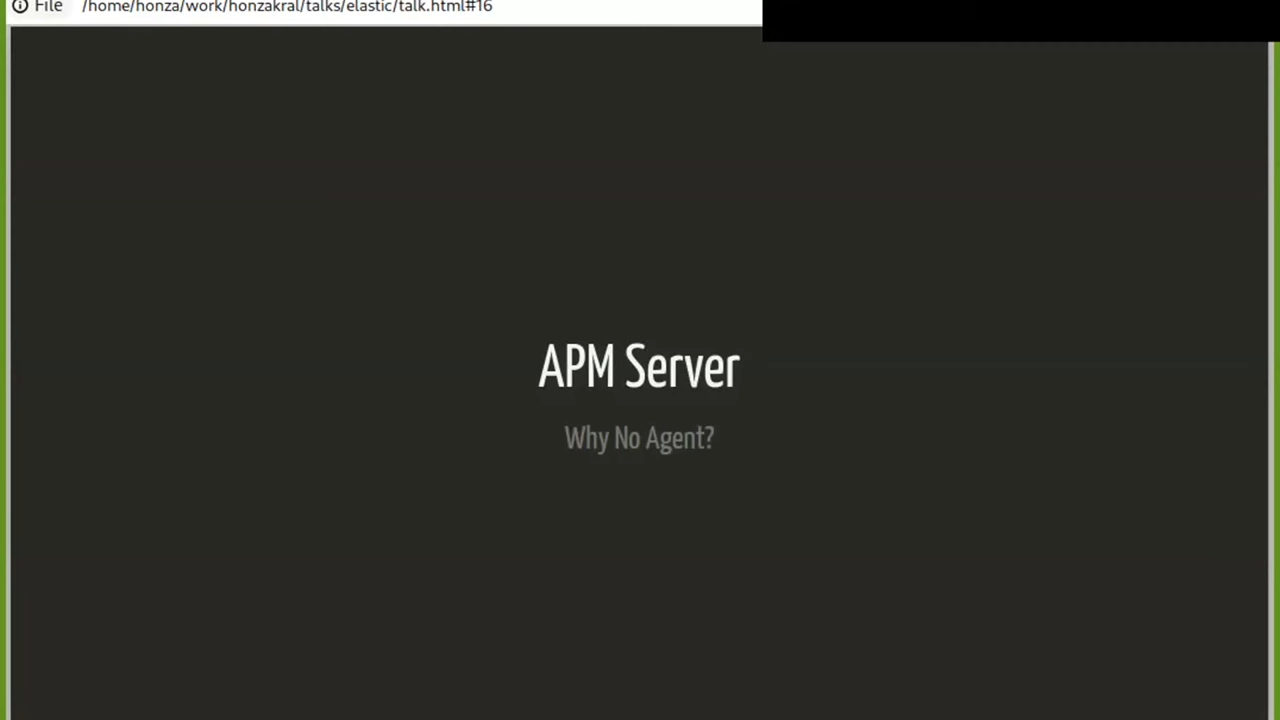 File /home/honza/work/honzakral/talks/elastic/talk.html#16
APM Server
Why No Agent?